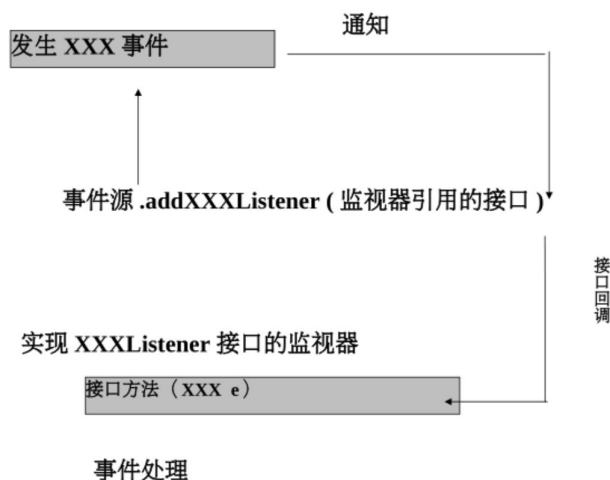 通知
发生 XXX 事件
事件源 .addXXXListener ( 监视器引用的接口 )
接口回调
实现 XXXListener 接口的监视器
接口方法（XXX e）
事件处理